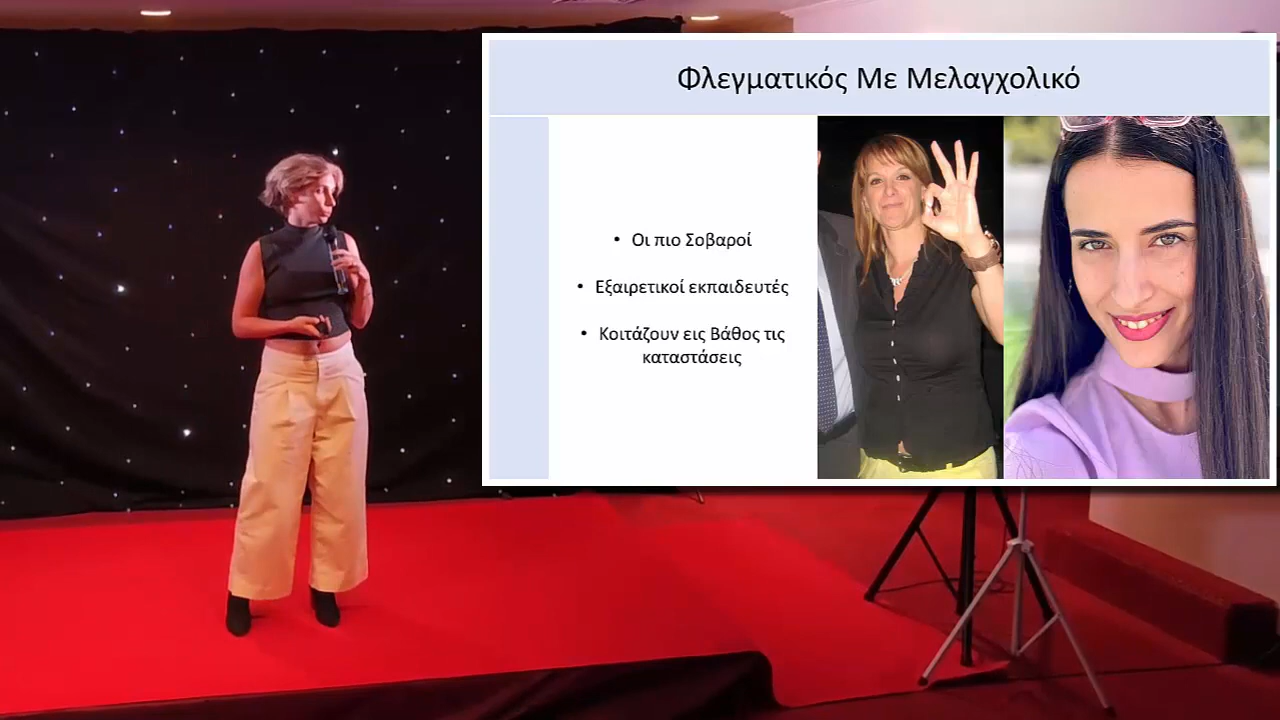 Φλεγματικός Με Μελαγχολικό
• Οι πιο Σοβαροί
• Εξαιρετικοί εκπαιδευτές
• Κοιτάζουν εις Βάθος τις
καταστάσεις